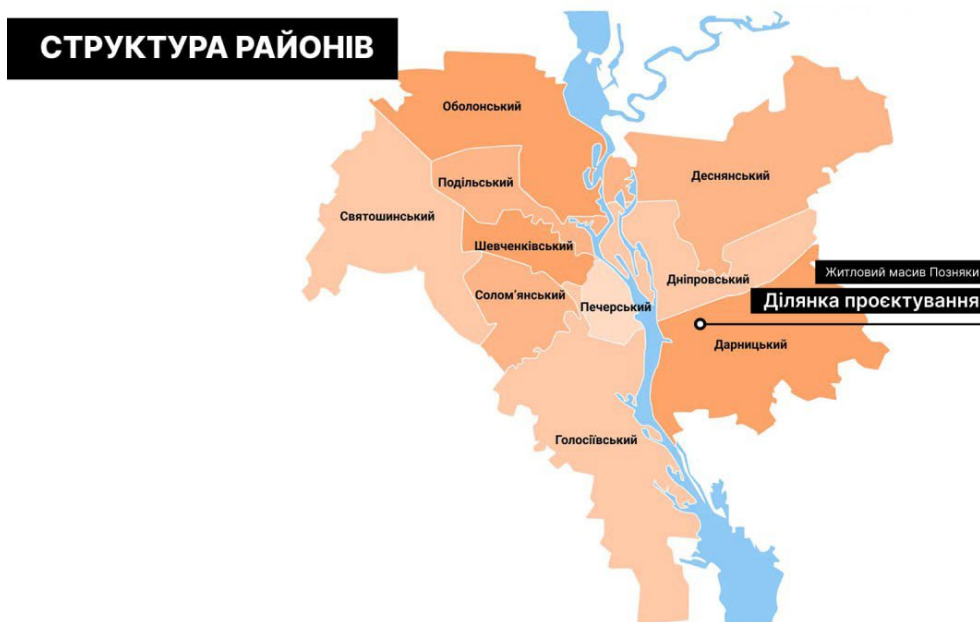 СТРУКТУРА РАЙОНІВ
Оболонський
Деснянський
Подільський
Святошинський
Шевченківський
Житловий масив Позняки
Дніпровський
Ділянка проєктування
Солом'янський
Печерський
Дарницький
Голосіївський